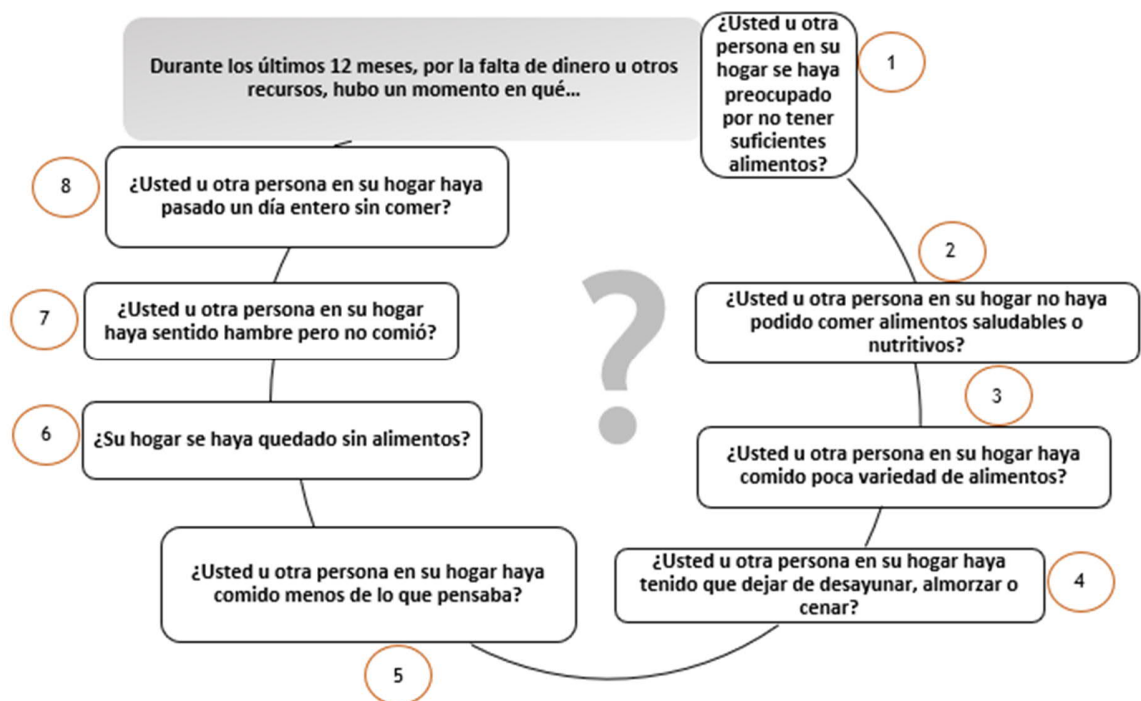 Durante los últimos 12 meses, por la falta de dinero u otros
recursos, hubo un momento en qué...
¿Usted u otra
persona en su
hogar se haya
preocupado
por no tener
suficientes
alimentos?
1
2
¿Usted u otra persona en su hogar no haya
podido comer alimentos saludables o
nutritivos?
3
¿Usted u otra persona en su hogar haya
comido poca variedad de alimentos?
¿Usted u otra persona en su hogar haya
tenido que dejar de desayunar, almorzar o
cenar?
4
¿Usted u otra persona en su hogar haya
comido menos de lo que pensaba?
5
6
¿Su hogar se haya quedado sin alimentos?
7
¿Usted u otra persona en su hogar
haya sentido hambre pero no comió?
8
¿Usted u otra persona en su hogar haya
pasado un día entero sin comer?
?